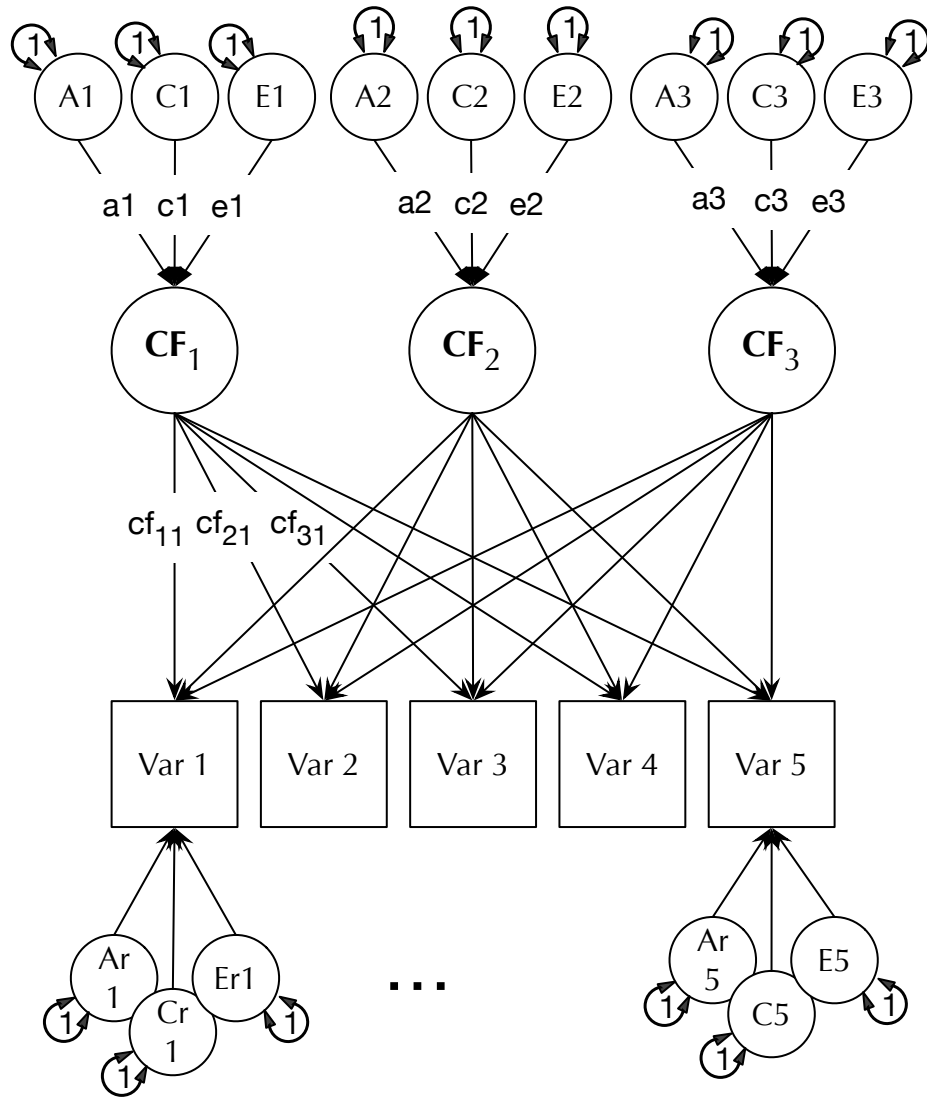 1 1 1 1 1 1 1 1 1
A1 C1 E1 A2 C2 E2 A3 C3 E3
a1 c1 e1 a2 c2 e2 a3 c3 e3
CF1 CF2 CF3
cf11 cf21 cf31
Var 1 Var 2 Var 3 Var 4 Var 5
Ar
1
Cr
1
Er1
1
1
1
...
Ar
5
C5
E5
1
1
1